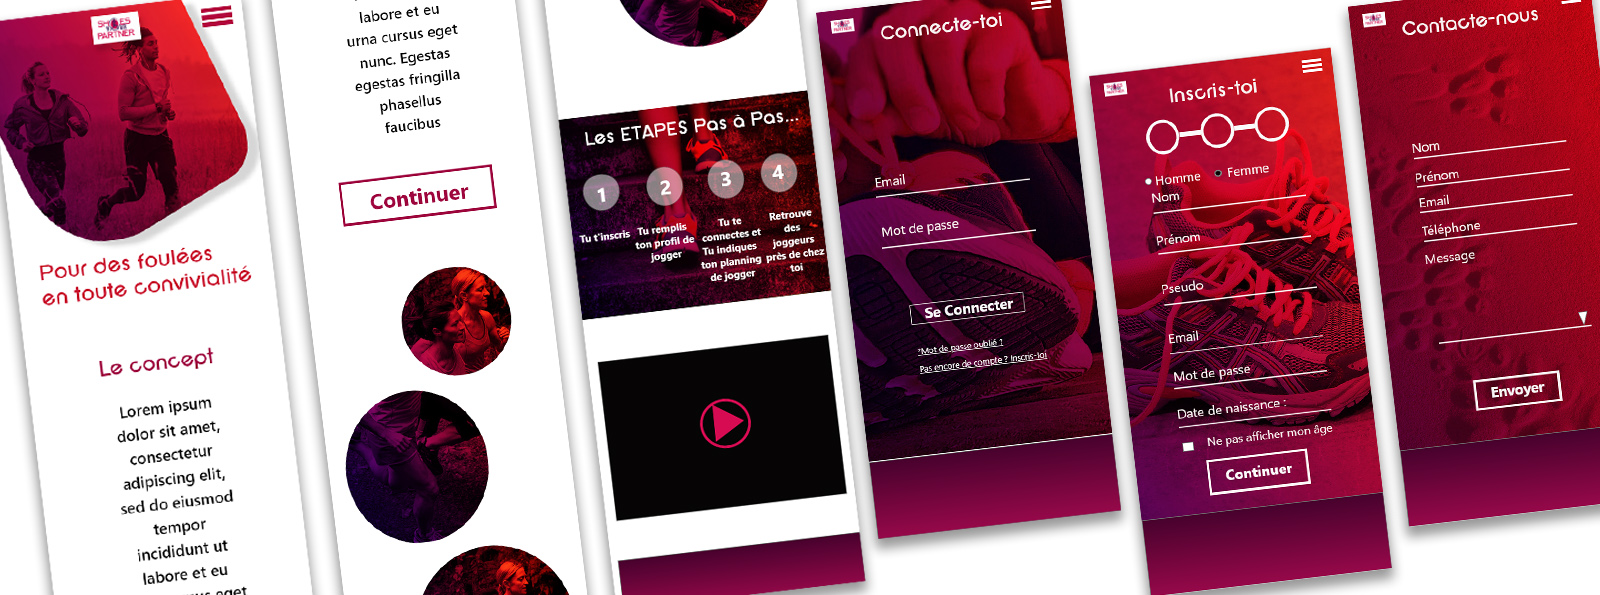 SHOES
PARTNER
Pour des foulées
en toute convivialité
Le concept
Lorem ipsum
dolor sit amet,
consectetur
adipiscing elit,
sed do eiusmod
tempor
incididunt ut
labore et eu
labore et eu
urna cursus eget
nunc. Egestas
egestas fringilla
phasellus
faucibus
Continuer
Les ETAPES Pas à Pas...
1
2
3
4
Tu t'inscris
Tu remplis
ton profil de
jogger
Tu te
connectes et
Tu indiques
ton planning
de jogger
Retrouve
des
joggeurs
près de chez
toi
Connecte-toi
Email
Mot de passe
Se Connecter
*Mot de passe oublié ?
Pas encore de compte ? Inscris-toi
Inscris-toi
Homme Femme
Nom
Prénom
Pseudo
Email
Mot de passe
Date de naissance :
Ne pas afficher mon âge
Continuer
Contacte-nous
Nom
Prénom
Email
Téléphone
Message
Envoyer